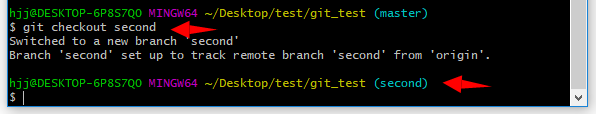 hjj@DESKTOP-6P8S7QO MINGW64 ~/Desktop/test/git_test (master)
$ git checkout second
Switched to a new branch 'second'
Branch 'second' set up to track remote branch 'second' from 'origin'.
hjj@DESKTOP-6P8S7QO MINGW64 ~/Desktop/test/git_test (second)
$